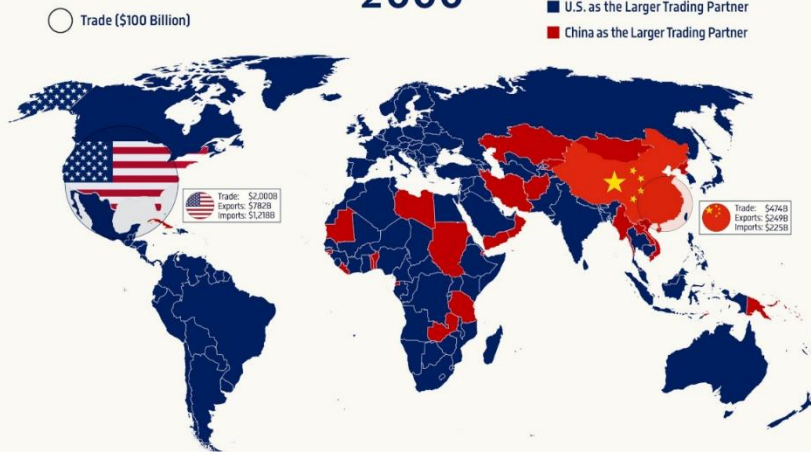 2000
Trade ($100 Billion)
U.S. as the Larger Trading Partner
China as the Larger Trading Partner
Trade: $2,000B
Exports: $782B
Imports: $1,218B
Trade: $474B
Exports: $249B
Imports: $225B